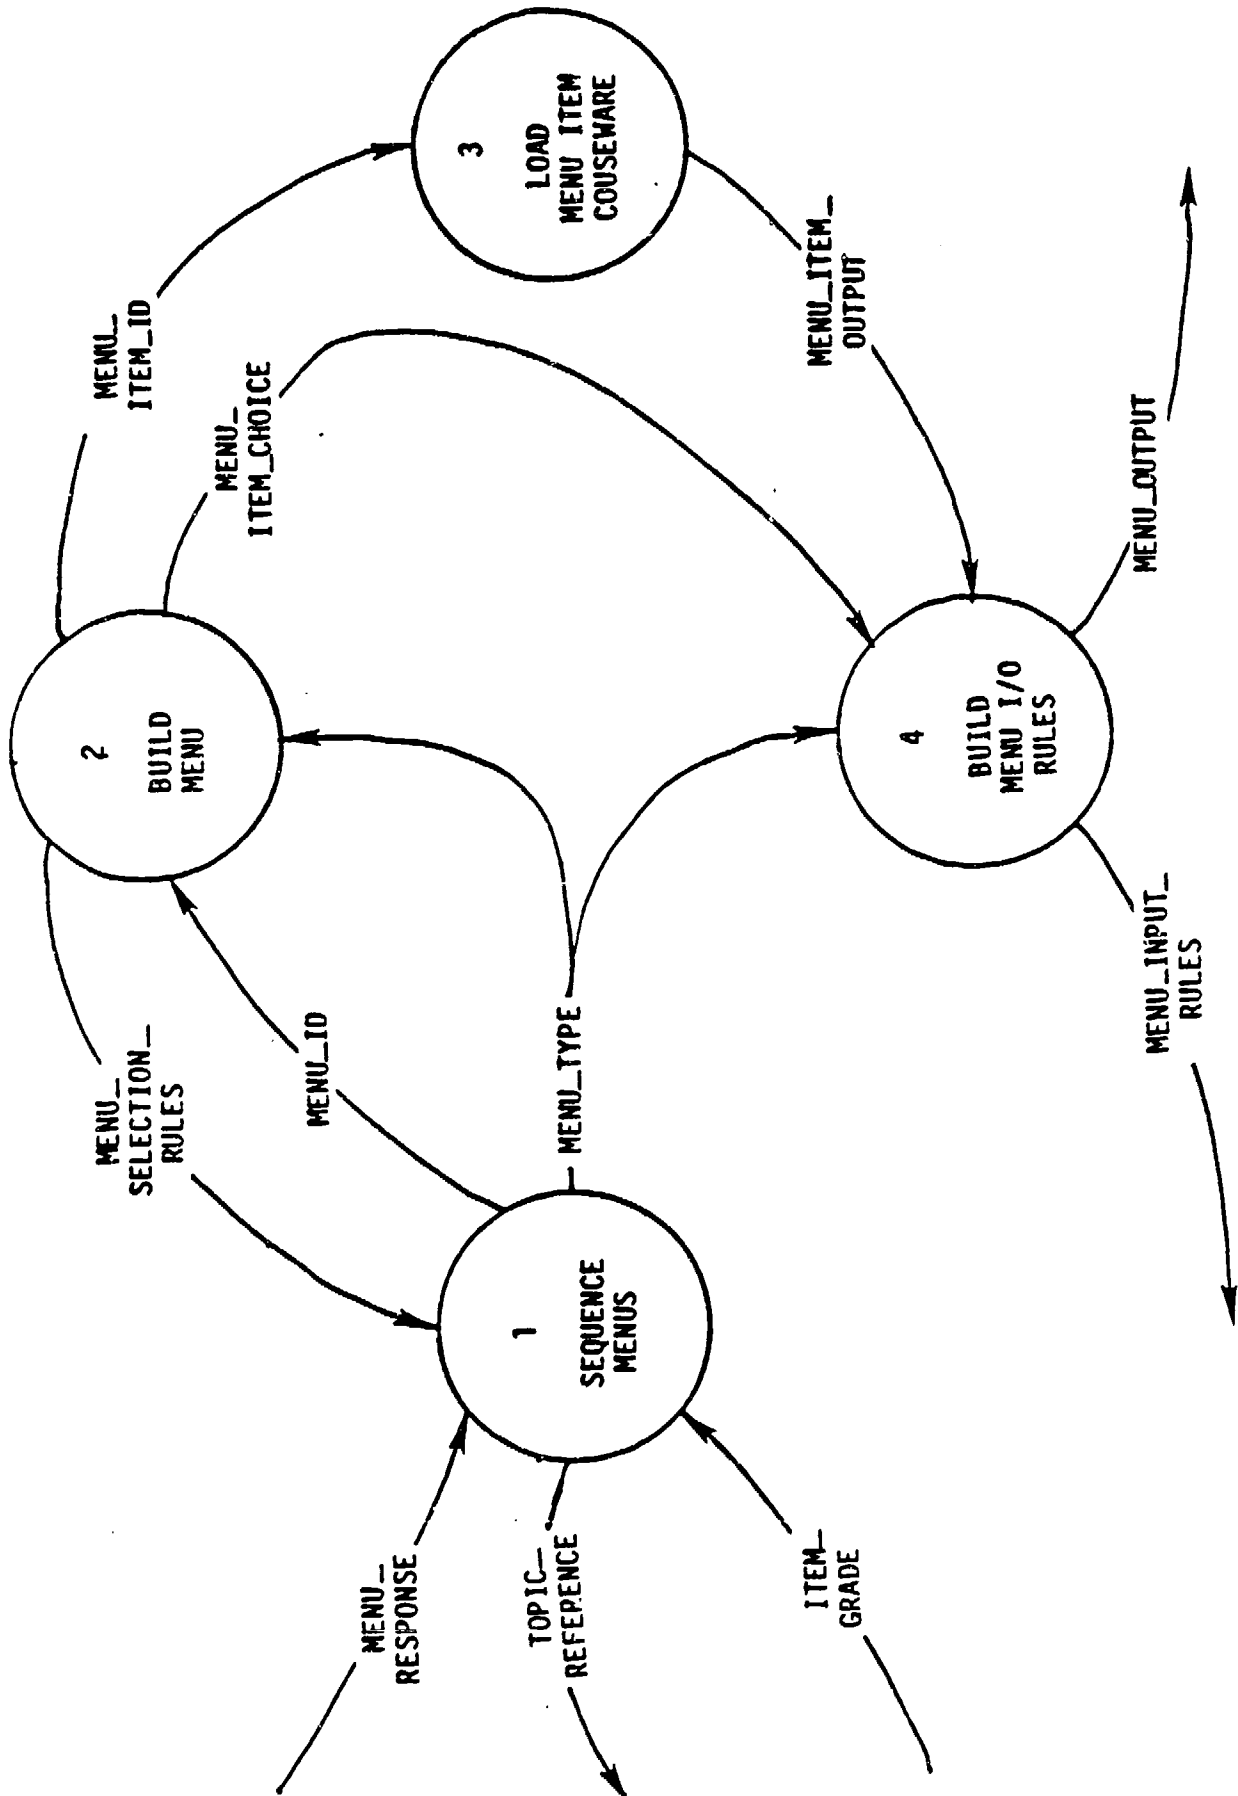 MENU_
RESPONSE
TOPIC_
REFERENCE
ITEM_
GRADE
1
SEQUENCE
MENUS
MENU_
SELECTION_
RULES
MENU_ID
MENU_TYPE
2
BUILD
MENU
MENU_
ITEM_ID
MENU_
ITEM_CHOICE
3
LOAD
MENU ITEM
COUSEWARE
MENU_ITEM_
OUTPUT
4
BUILD
MENU I/O
RULES
MENU_INPUT_
RULES
MENU_OUTPUT